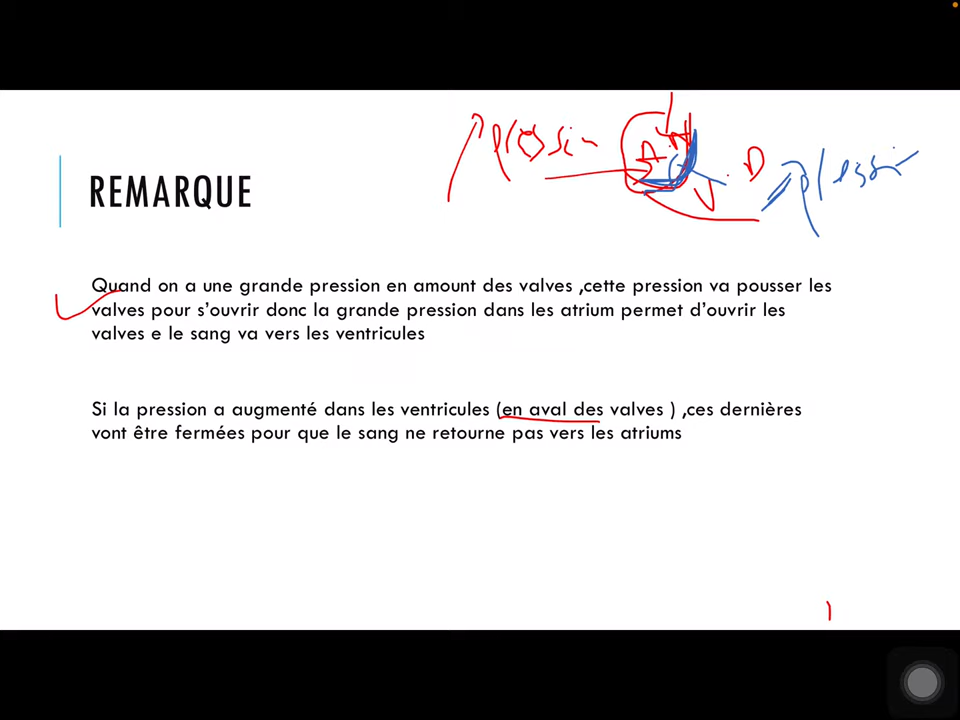 REMARQUE
Quand on a une grande pression en amount des valves ,cette pression va pousser les
valves pour s’ouvrir donc la grande pression dans les atrium permet d’ouvrir les
valves e le sang va vers les ventricules
Si la pression a augmenté dans les ventricules (en aval des valves ) ,ces dernières
vont être fermées pour que le sang ne retourne pas vers les atriums